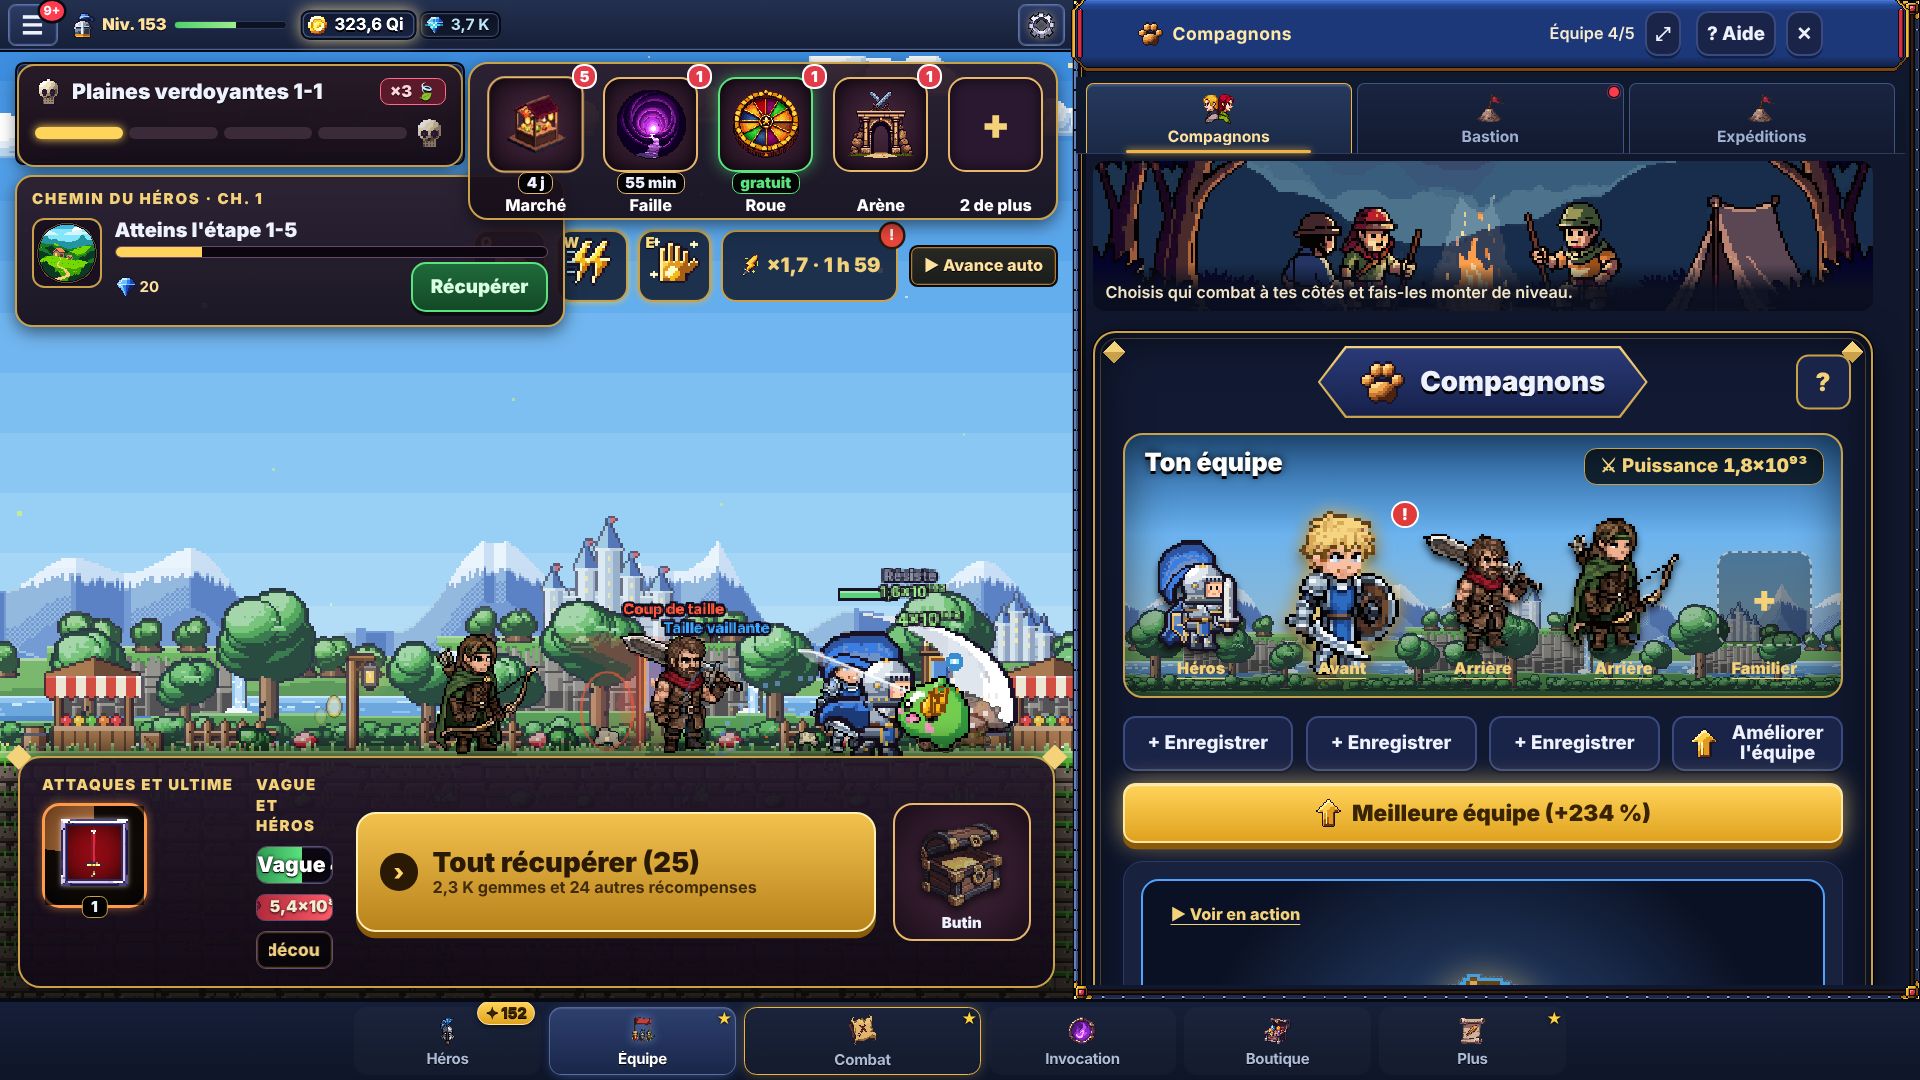 9+
Niv. 153
323,6 Qi
3,7 K
Plaines verdoyantes 1-1
×3
CHEMIN DU HÉROS · CH. 1
Atteins l'étape 1-5
20
Récupérer
5
4 j
Marché
1
55 min
Faille
1
gratuit
Roue
1
Arène
+
2 de plus
W
E
×1,7 · 1 h 59
!
▶ Avance auto
Résiste
Coup de taille
Taille vaillante
ATTAQUES ET ULTIME
1
VAGUE
ET
HÉROS
Vague
5,4×10
décou
Tout récupérer (25)
2,3 K gemmes et 24 autres récompenses
Butin
Compagnons
Équipe 4/5
? Aide
×
Compagnons
Bastion
Expéditions
Choisis qui combat à tes côtés et fais-les monter de niveau.
Compagnons
?
Ton équipe
Puissance 1,8×10⁹³
!
Héros
Avant
Arrière
Arrière
+
Familier
+ Enregistrer
+ Enregistrer
+ Enregistrer
Améliorer
l'équipe
Meilleure équipe (+234 %)
▶ Voir en action
152
Héros
Équipe
Combat
Invocation
Boutique
Plus